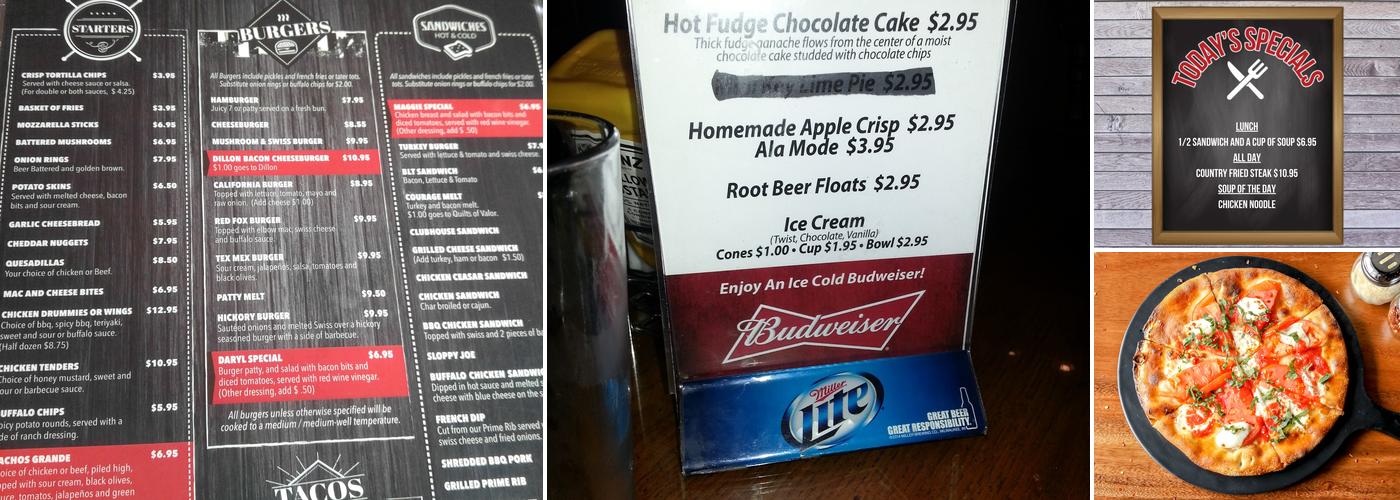 STARTERS
CRISP TORTILLA CHIPS $3.95
Served with cheese sauce or salsa.
(For double or both sauces, $ 4.25)
BASKET OF FRIES $3.95
MOZZARELLA STICKS $6.95
BATTERED MUSHROOMS $6.95
ONION RINGS $7.95
Beer Battered and golden brown.
POTATO SKINS $6.50
Served with melted cheese, bacon
bits and sour cream.
GARLIC CHEESEBREAD $5.95
CHEDDAR NUGGETS $7.95
QUESADILLAS $8.50
Your choice of chicken or Beef.
MAC AND CHEESE BITES $6.95
CHICKEN DRUMMIES OR WINGS $12.95
Choice of bbq, spicy bbq, teriyaki,
sweet and sour or buffalo sauce.
(Half dozen $8.75)
CHICKEN TENDERS $10.95
Choice of honey mustard, sweet and
our or barbecue sauce.
UFFALO CHIPS $5.95
picy potato rounds, served with a
de of ranch dressing.
ACHOS GRANDE $6.95
oice of chicken or beef, piled high,
pped with sour cream, black olives,
uce, tomatoes, jalapeños and green
BURGERS
All Burgers include pickles and french fries or tater tots.
Substitute onion rings or buffalo chips for $2.00.
HAMBURGER $7.95
Juicy 7 oz patty served on a fresh bun.
CHEESEBURGER $8.55
MUSHROOM & SWISS BURGER $9.95
DILLON BACON CHEESEBURGER $10.95
$1.00 goes to Dillon
CALIFORNIA BURGER $8.95
Topped with lettuce, tomato, mayo and
raw onion. (Add cheese $1.00)
RED FOX BURGER $9.95
Topped with elbow mac, swiss cheese
and buffalo sauce.
TEX MEX BURGER $9.95
Sour cream, jalapeños, salsa, tomatoes and
black olives.
PATTY MELT $9.50
HICKORY BURGER $9.95
Sautéed onions and melted Swiss over a hickory
seasoned burger with a side of barbecue.
DARYL SPECIAL $6.95
Burger patty, and salad with bacon bits and
diced tomatoes, served with red wine vinegar.
(Other dressing, add $ .50)
All burgers unless otherwise specified will be
cooked to a medium / medium-well temperature.
TACOS
SANDWICHES
HOT & COLD
All sandwiches include pickles and french fries or tater
tots. Substitute onion rings or buffalo chips for $2.00.
MAGGIE SPECIAL $6.95
Chicken breast and salad with bacon bits and
diced tomatoes, served with red wine vinegar.
(Other dressing, add $ .50)
TURKEY BURGER $7.9
Served with lettuce & tomato and swiss cheese.
BLT SANDWICH
Bacon, Lettuce & Tomato
COURAGE MELT
Turkey and bacon melt.
$1.00 goes to Quilts of Valor.
CLUBHOUSE SANDWICH
GRILLED CHEESE SANDWICH
(Add turkey, ham or bacon $1.50)
CHICKEN CEASAR SANDWICH
CHICKEN SANDWICH
Char broiled or cajun.
BBQ CHICKEN SANDWICH
Topped with swiss and 2 pieces of ba
SLOPPY JOE
BUFFALO CHICKEN SANDWIC
Dipped in hot sauce and melted s
cheese with blue cheese on the s
FRENCH DIP
Cut from our Prime Rib served
swiss cheese and fried onions.
SHREDDED BBQ PORK
GRILLED PRIME RIB
Hot Fudge Chocolate Cake $2.95
Thick fudge ganache flows from the center of a moist
chocolate cake studded with chocolate chips
Key Lime Pie $2.95
Homemade Apple Crisp $2.95
Ala Mode $3.95
Root Beer Floats $2.95
Ice Cream
(Twist, Chocolate, Vanilla)
Cones $1.00 • Cup $1.95 • Bowl $2.95
Enjoy An Ice Cold Budweiser!
Budweiser
Miller
Lite
GREAT BEER
GREAT RESPONSIBILITY.
TODAY'S SPECIALS
LUNCH
1/2 SANDWICH AND A CUP OF SOUP $6.95
ALL DAY
COUNTRY FRIED STEAK $10.95
SOUP OF THE DAY
CHICKEN NOODLE